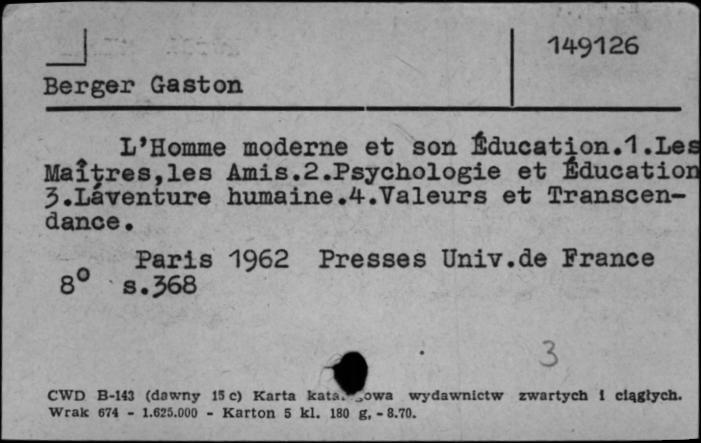 149126
Berger Gaston
L'Homme moderne et son Éducation.1.Les
Maîtres,les Amis.2.Psychologie et Éducation
3.Láventure humaine.4.Valeurs et Transcen-
dance.
Paris 1962 Presses Univ.de France
8° s.368
3
CWD B-143 (dawny 15 c) Karta wydawnictw zwartych i ciągłych.
Wrak 674 - 1.625.000 - Karton 5 kl. 180 g, - 8.70.